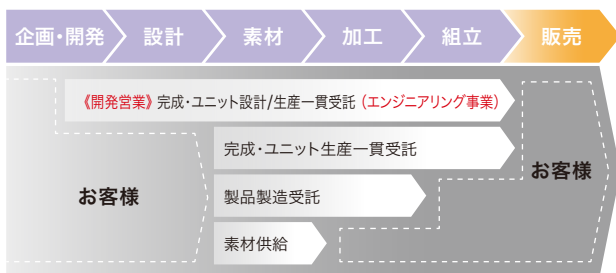 企画・開発 設計 素材 加工 組立 販売
《開発営業》完成・ユニット設計/生産一貫受託（エンジニアリング事業）
完成・ユニット生産一貫受託
お客様
製品製造受託
素材供給
お客様